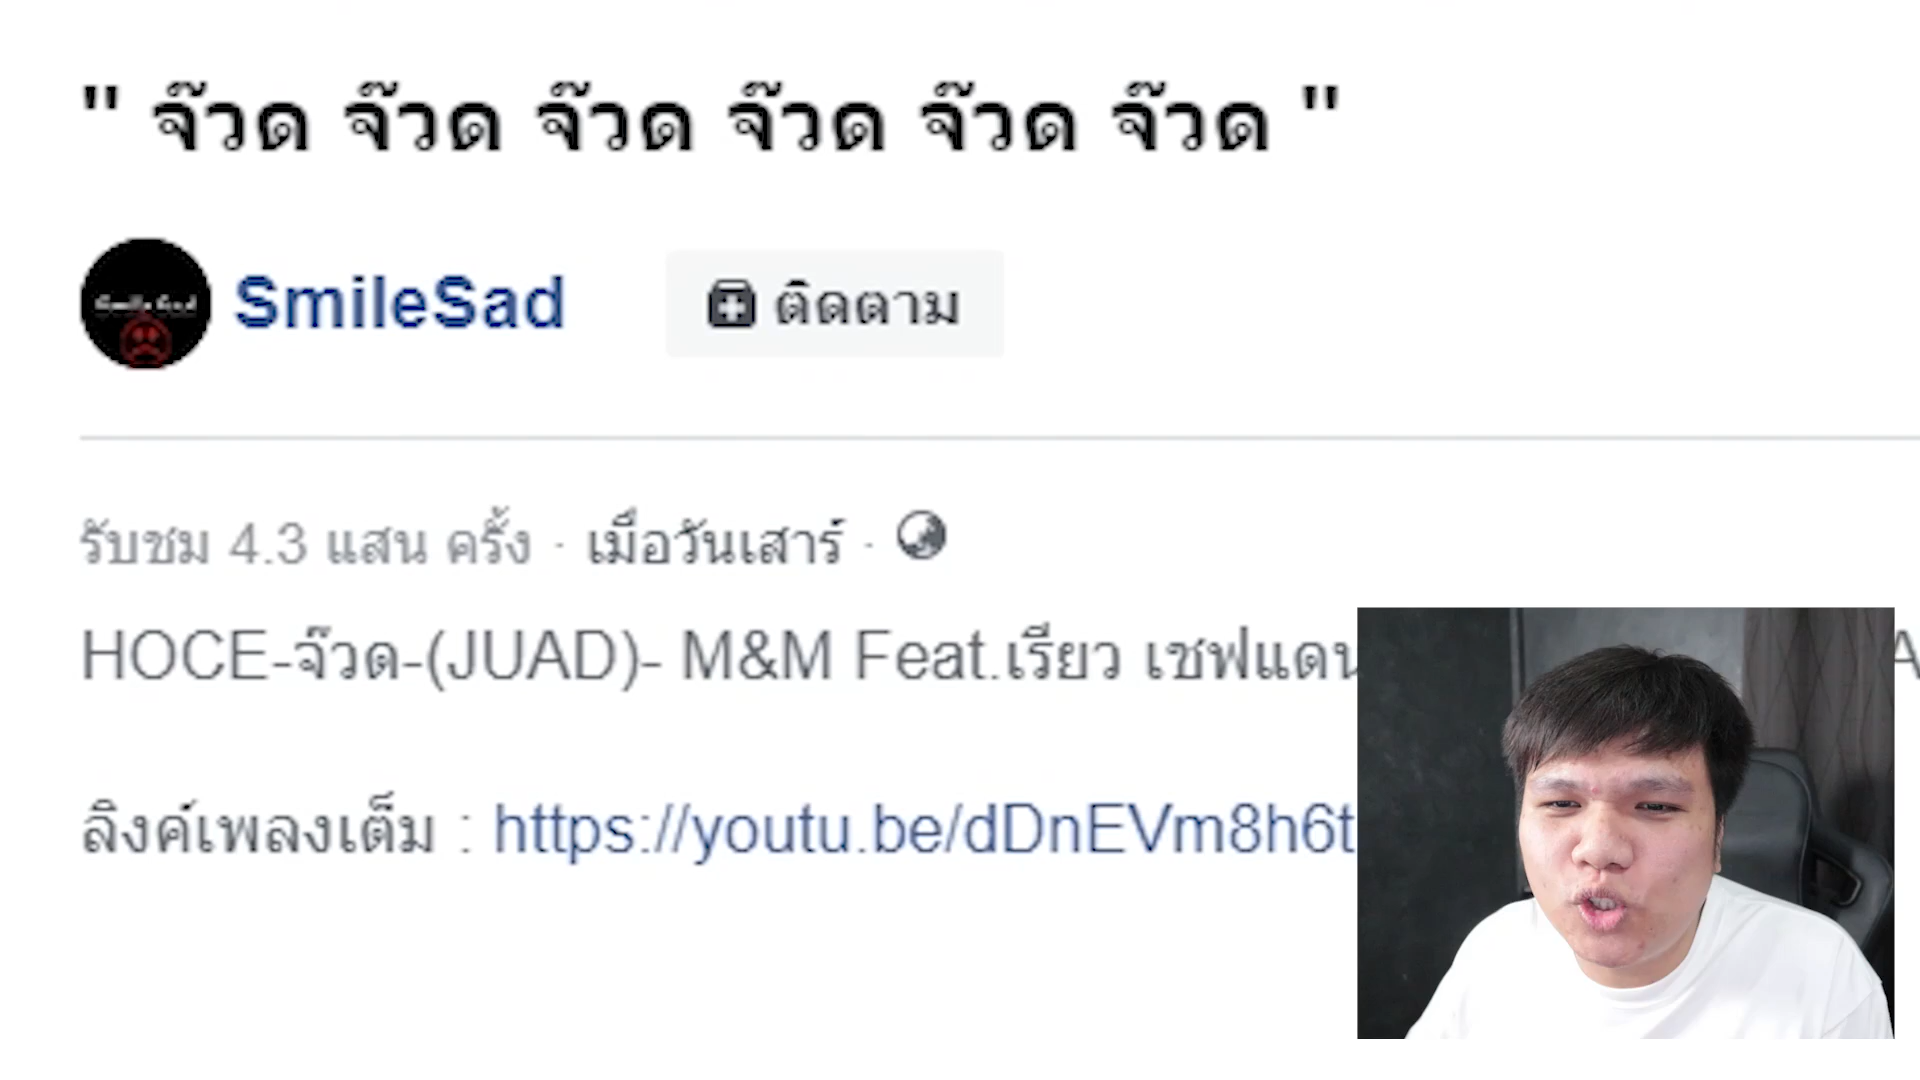 " จ๊วด จ๊วด จ๊วด จ๊วด จ๊วด จ๊วด "
SmileSad
ติดตาม
รับชม 4.3 แสน ครั้ง · เมื่อวันเสาร์ ·
HOCE-จ๊วด-(JUAD)- M&M Feat.เรียว เชฟแดน
ลิงค์เพลงเต็ม : https://youtu.be/dDnEVm8h6t